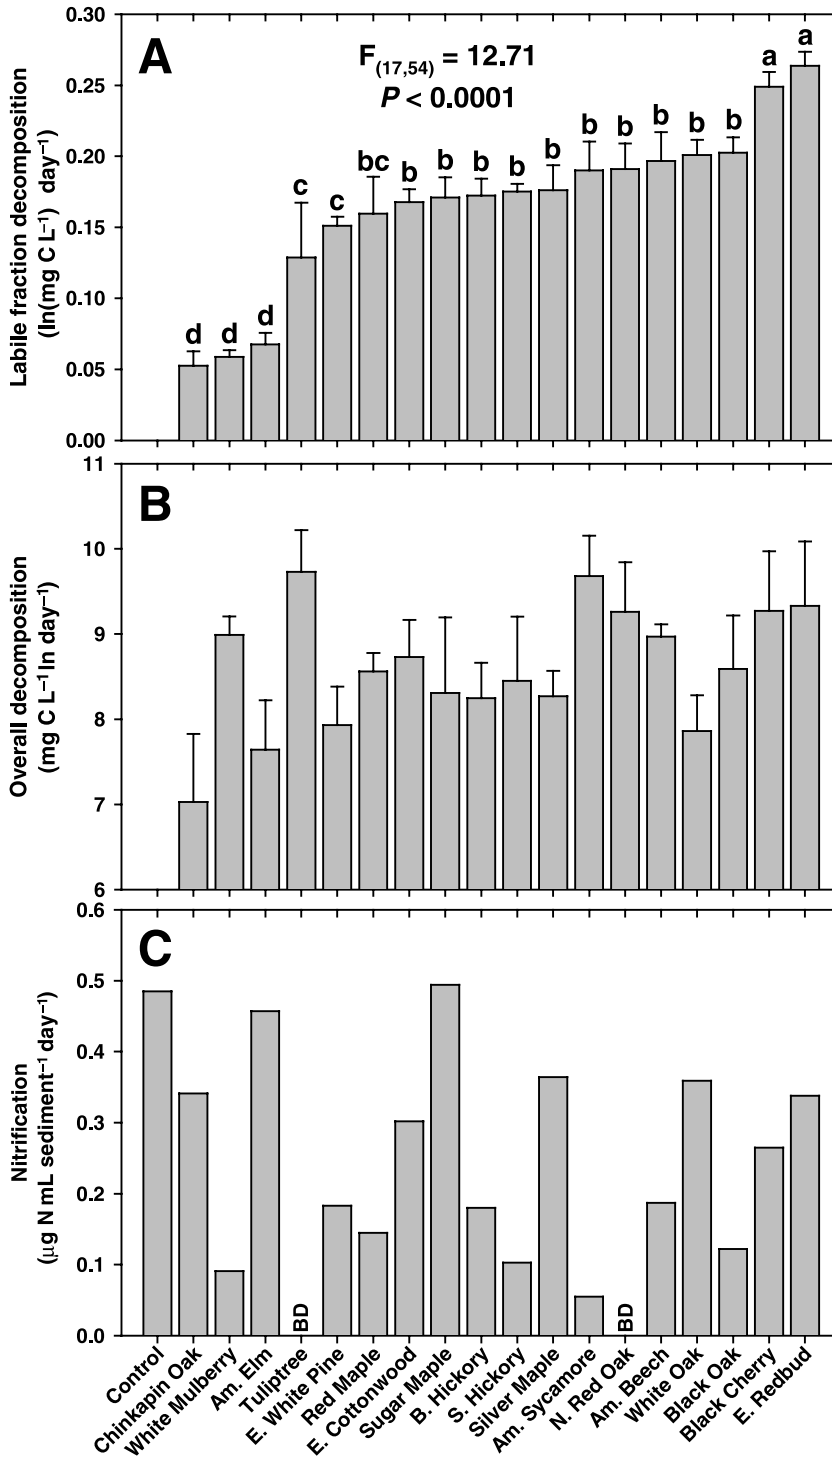 A
F(17,54) = 12.71
P < 0.0001
Labile fraction decomposition
(ln(mg C L⁻¹) day⁻¹)
0.30
0.25
0.20
0.15
0.10
0.05
0.00
d d d c c bc b b b b b b b b b b a a
B
Overall decomposition
(mg C L⁻¹ ln day⁻¹)
11
10
9
8
7
6
C
Nitrification
(µg N mL sediment⁻¹ day⁻¹)
0.6
0.5
0.4
0.3
0.2
0.1
0.0
BD
BD
Control
Chinkapin Oak
White Mulberry
Am. Elm
Tuliptree
E. White Pine
Red Maple
E. Cottonwood
Sugar Maple
B. Hickory
S. Hickory
Silver Maple
Am. Sycamore
N. Red Oak
Am. Beech
White Oak
Black Oak
Black Cherry
E. Redbud